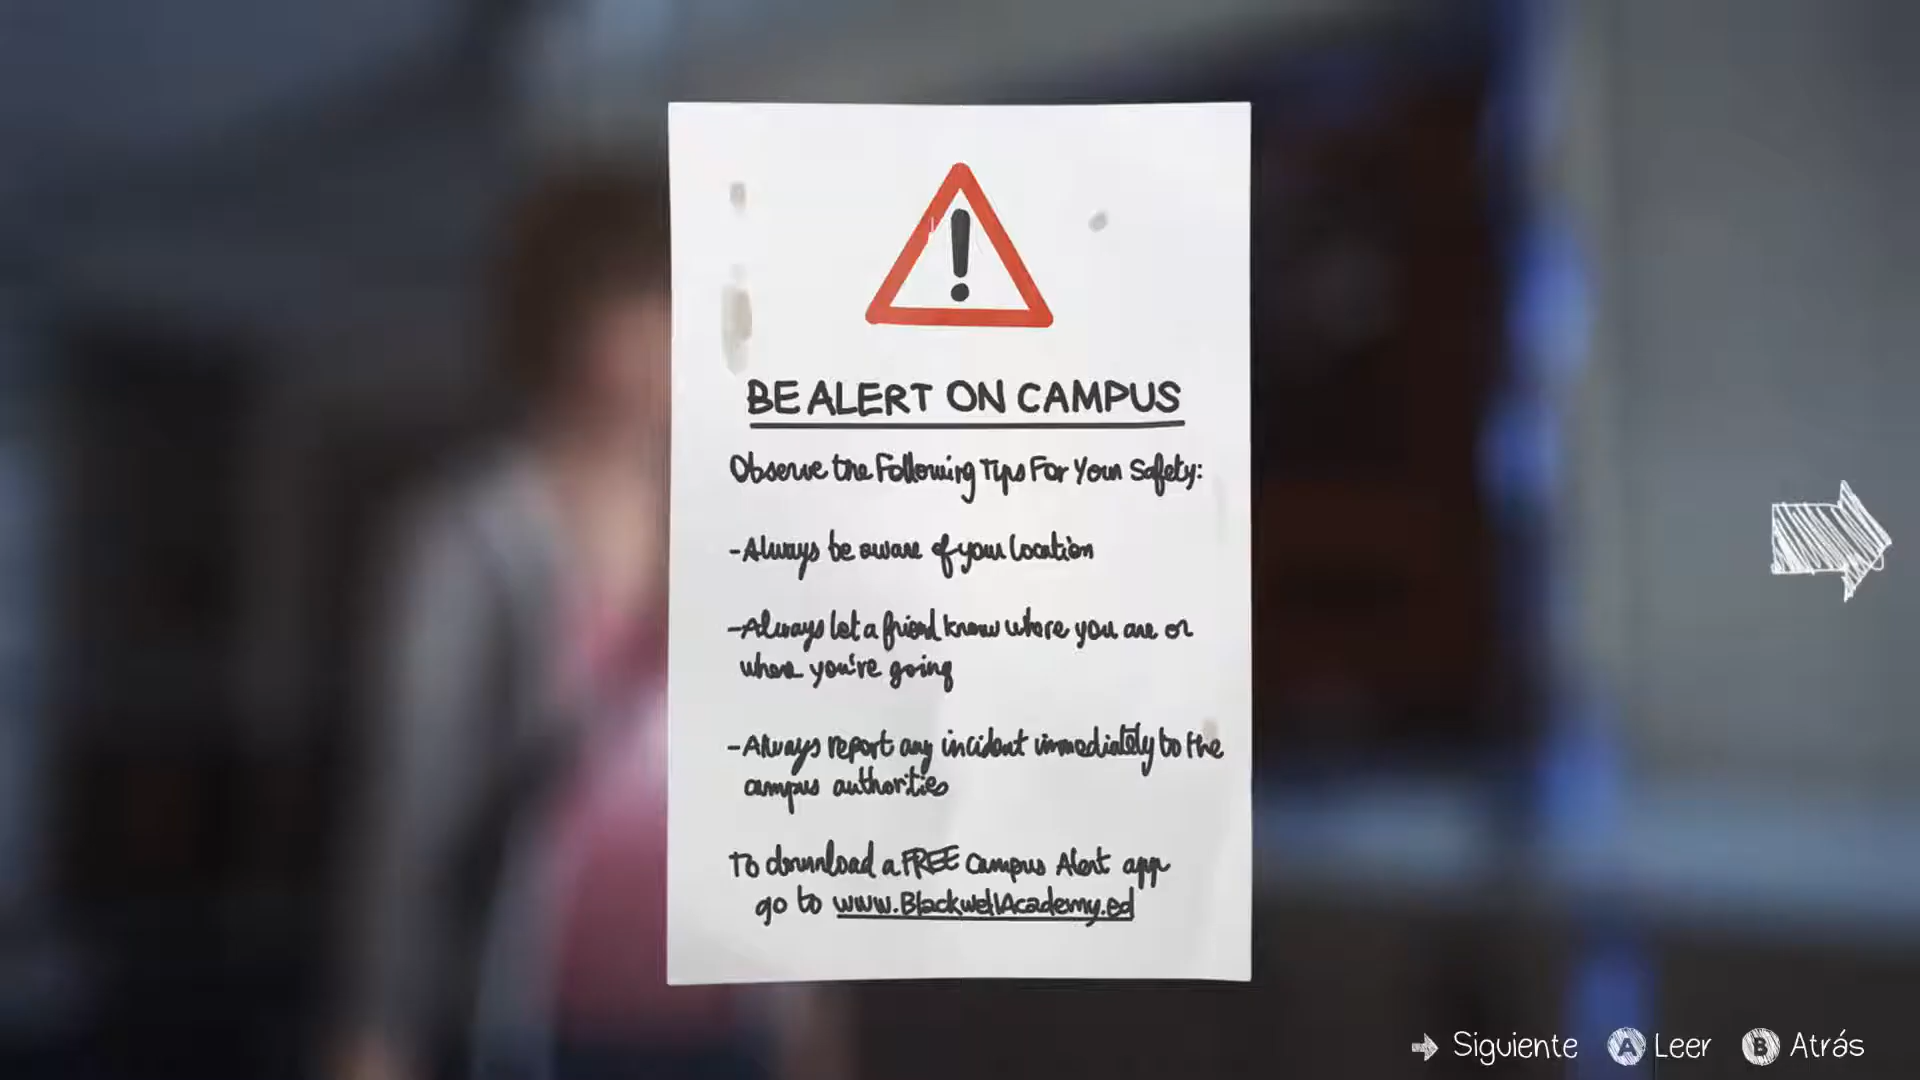 !
BE ALERT ON CAMPUS
Observe the Following Tips For Your Safety:
-Always be aware of your location
-Always let a friend know where you are or
where you're going
-Always report any incident immediately to the
campus authorities
To download a FREE Campus Alert app
go to www.BlackwellAcademy.ed
Siguiente A Leer B Atrás